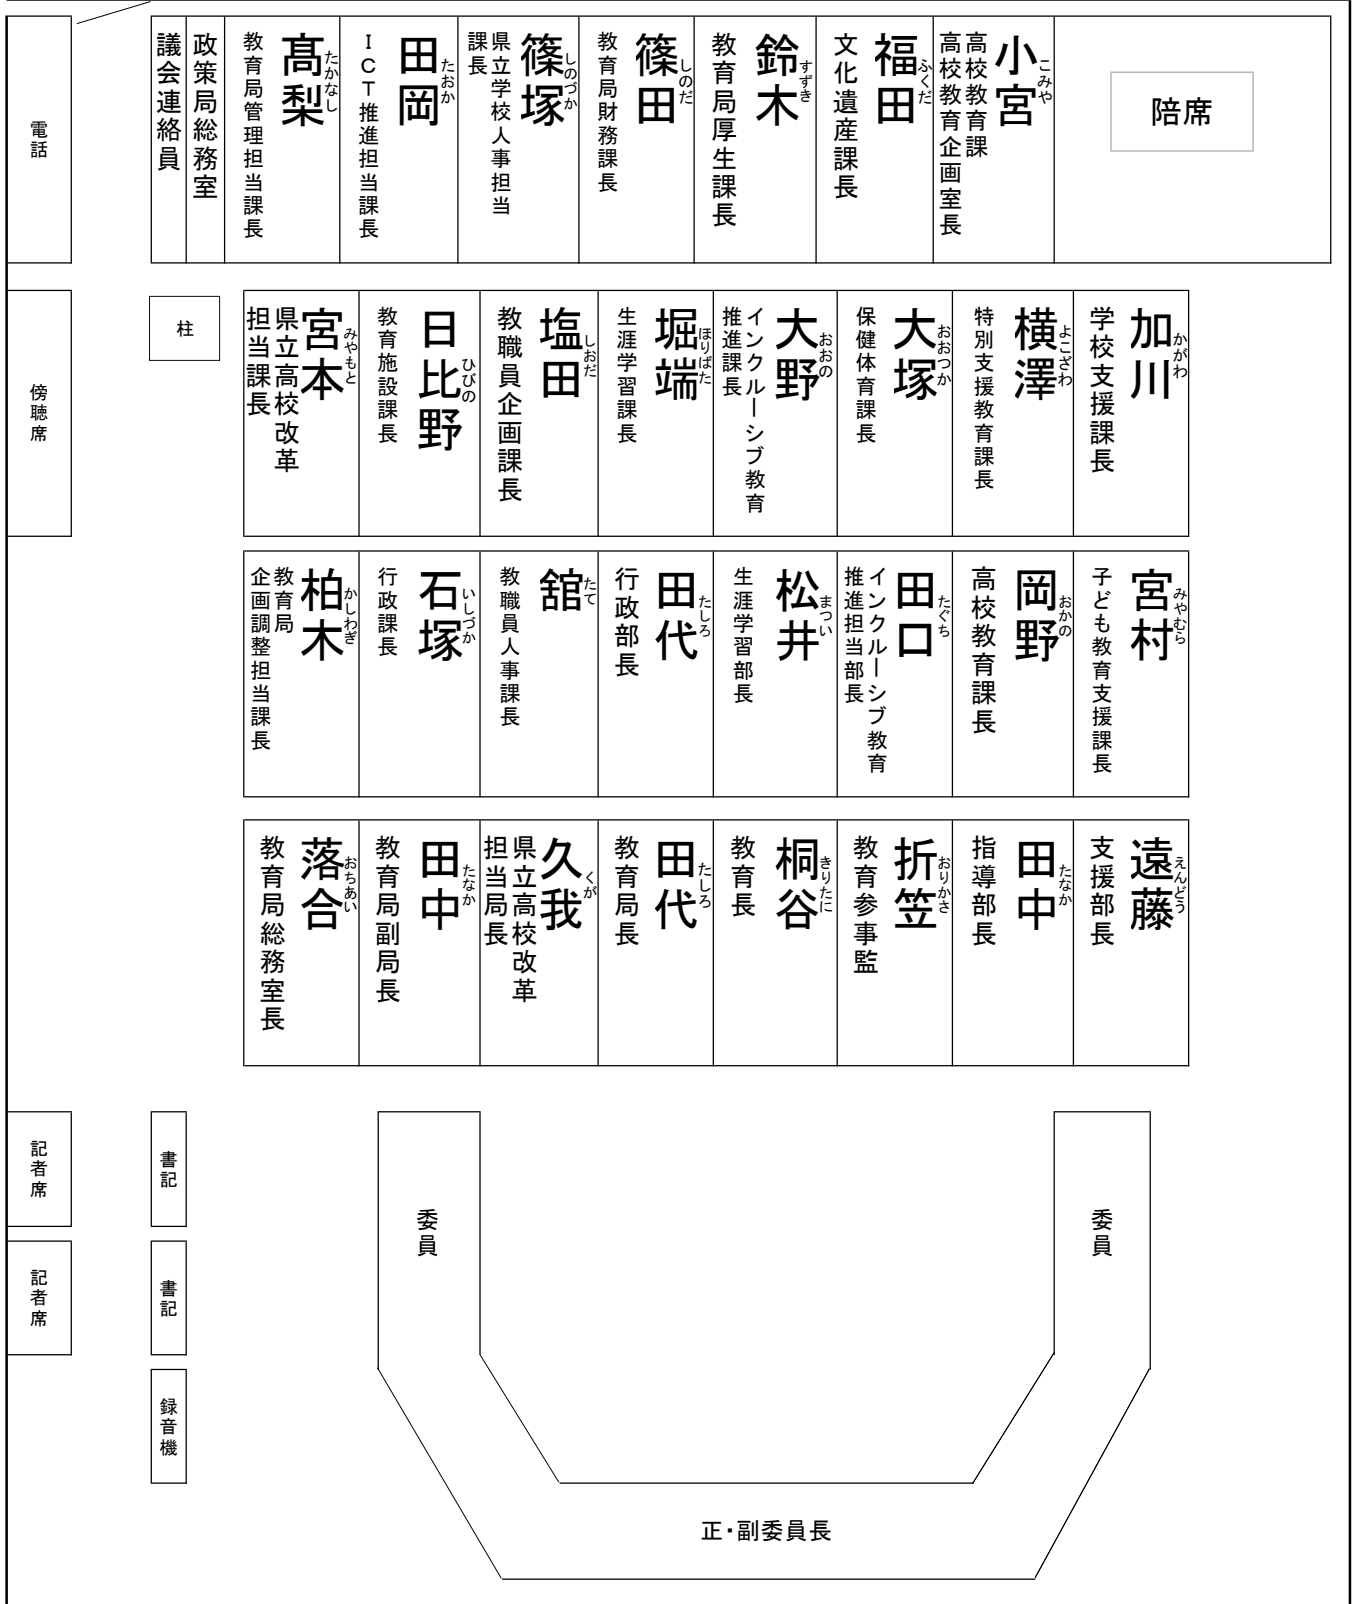 電話
議会連絡員
政策局総務室
たかなし
髙梨
教育局管理担当課長
たおか
田岡
ICT推進担当課長
しのづか
篠塚
県立学校人事担当
課長
しのだ
篠田
教育局財務課長
すずき
鈴木
教育局厚生課長
ふくだ
福田
文化遺産課長
こみや
小宮
高校教育課
高校教育企画室長
陪席
傍聴席
柱
みやもと
宮本
県立高校改革
担当課長
ひびの
日比野
教育施設課長
しおだ
塩田
教職員企画課長
ほりばた
堀端
生涯学習課長
おおの
大野
インクルーシブ教育
推進課長
おおつか
大塚
保健体育課長
よこざわ
横澤
特別支援教育課長
かがわ
加川
学校支援課長
かしわぎ
柏木
教育局
企画調整担当課長
いしづか
石塚
行政課長
たて
舘
教職員人事課長
たしろ
田代
行政部長
まつい
松井
生涯学習部長
たぐち
田口
インクルーシブ教育
推進担当部長
おかの
岡野
高校教育課長
みやむら
宮村
子ども教育支援課長
おちあい
落合
教育局総務室長
たなか
田中
教育局副局長
くが
久我
県立高校改革
担当局長
たしろ
田代
教育局長
きりたに
桐谷
教育長
おりかさ
折笠
教育参事監
たなか
田中
指導部長
えんどう
遠藤
支援部長
記者席
書記
委員
委員
記者席
書記
録音機
正・副委員長